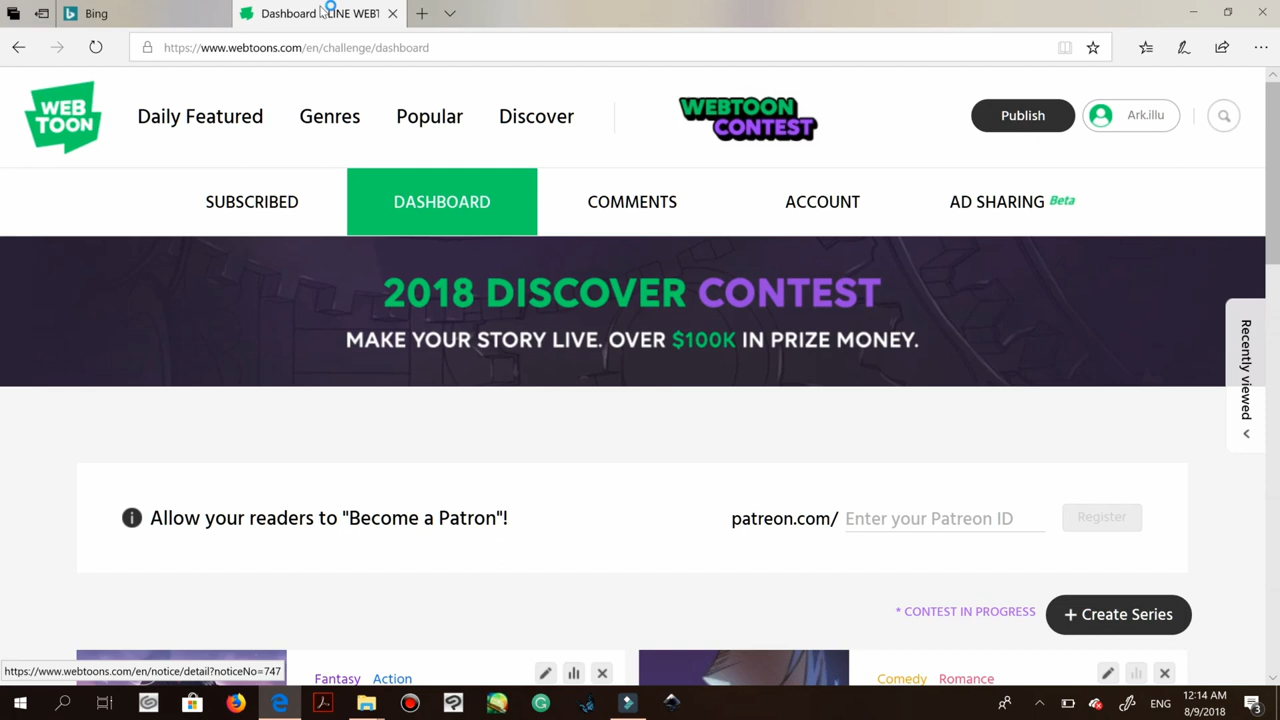 Bing
Dashboard
LINE WEBT
https://www.webtoons.com/en/challenge/dashboard
WEB
TOON
Daily Featured
Genres
Popular
Discover
WEBTOON
CONTEST
Publish
Ark.illu
SUBSCRIBED
DASHBOARD
COMMENTS
ACCOUNT
AD SHARING Beta
2018 DISCOVER CONTEST
MAKE YOUR STORY LIVE. OVER $100K IN PRIZE MONEY.
Recently viewed
Allow your readers to "Become a Patron"!
patreon.com/ Enter your Patreon ID
Register
* CONTEST IN PROGRESS
+ Create Series
https://www.webtoons.com/en/notice/detail?noticeNo=747
Fantasy Action
Comedy Romance
ENG
12:14 AM
8/9/2018
3